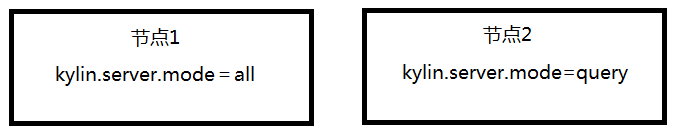 节点1
kylin.server.mode = all
节点2
kylin.server.mode=query